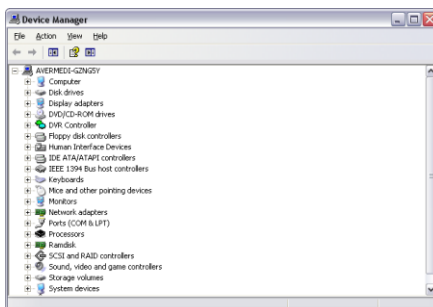 Device Manager
File Action View Help
AVERMEDI-GZNG5Y
Computer
Disk drives
Display adapters
DVD/CD-ROM drives
DVR Controller
Floppy disk controllers
Human Interface Devices
IDE ATA/ATAPI controllers
IEEE 1394 Bus host controllers
Keyboards
Mice and other pointing devices
Monitors
Network adapters
Ports (COM & LPT)
Processors
Ramdisk
SCSI and RAID controllers
Sound, video and game controllers
Storage volumes
System devices